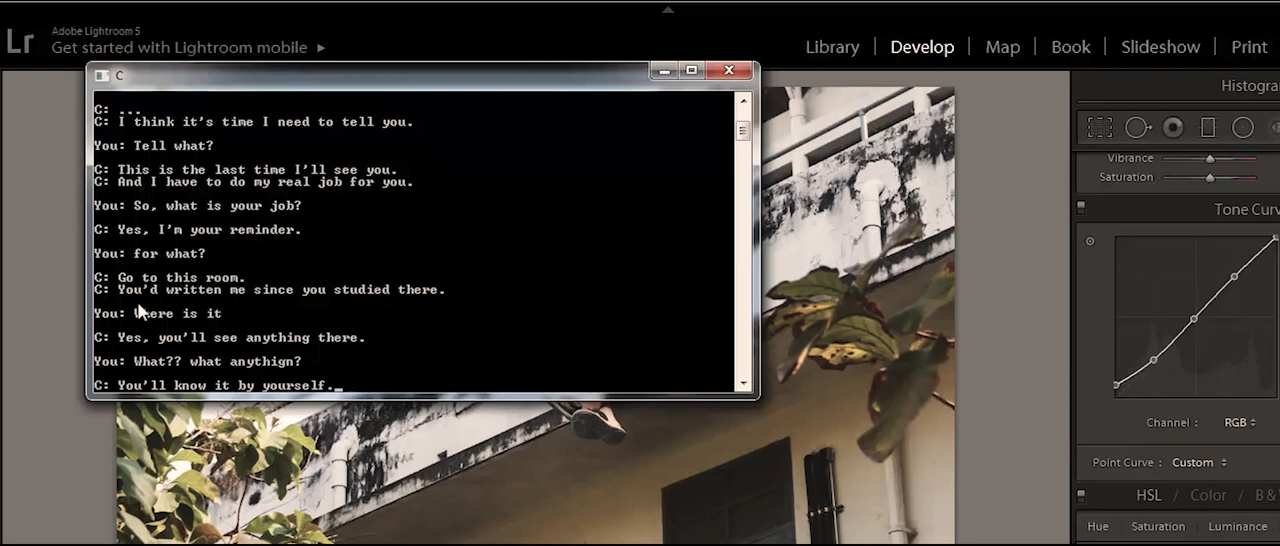 Lr
Adobe Lightroom 5
Get started with Lightroom mobile
Library
Develop
Map
Book
Slideshow
Print
C
C: ...
C: I think it's time I need to tell you.
You: Tell what?
C: This is the last time I'll see you.
C: And I have to do my real job for you.
You: So, what is your job?
C: Yes, I'm your reminder.
You: for what?
C: Go to this room.
C: You'd written me since you studied there.
You: Where is it
C: Yes, you'll see anything there.
You: What?? what anythign?
C: You'll know it by yourself._
Histogra
Vibrance
Saturation
Tone Curv
Channel : RGB
Point Curve : Custom
HSL / Color / B &
Hue Saturation Luminance